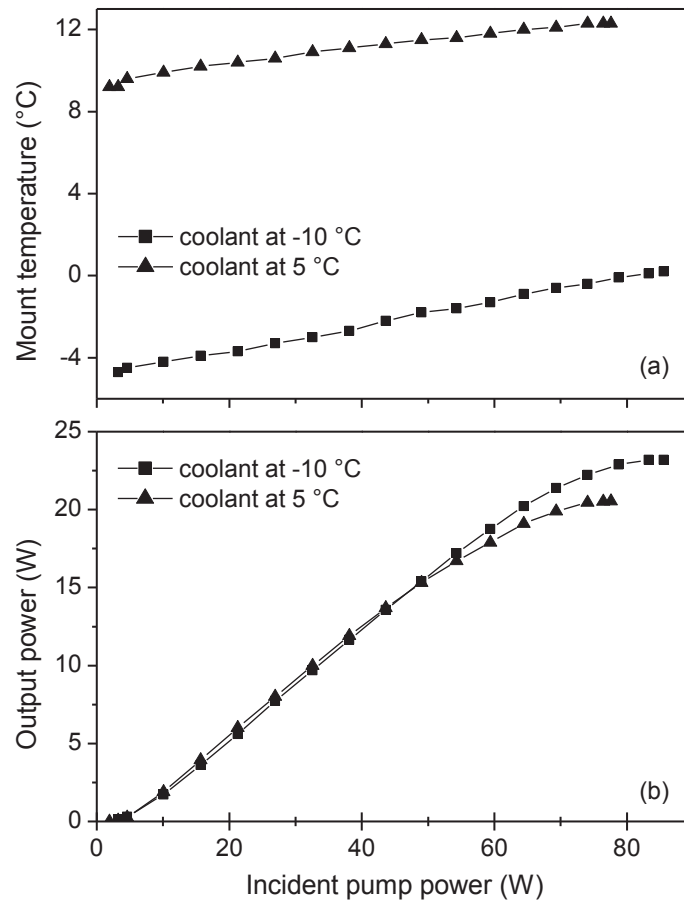 12
8
4
0
-4
Mount temperature (°C)
coolant at -10 °C
coolant at 5 °C
(a)
25
20
15
10
5
0
Output power (W)
coolant at -10 °C
coolant at 5 °C
(b)
0 20 40 60 80
Incident pump power (W)